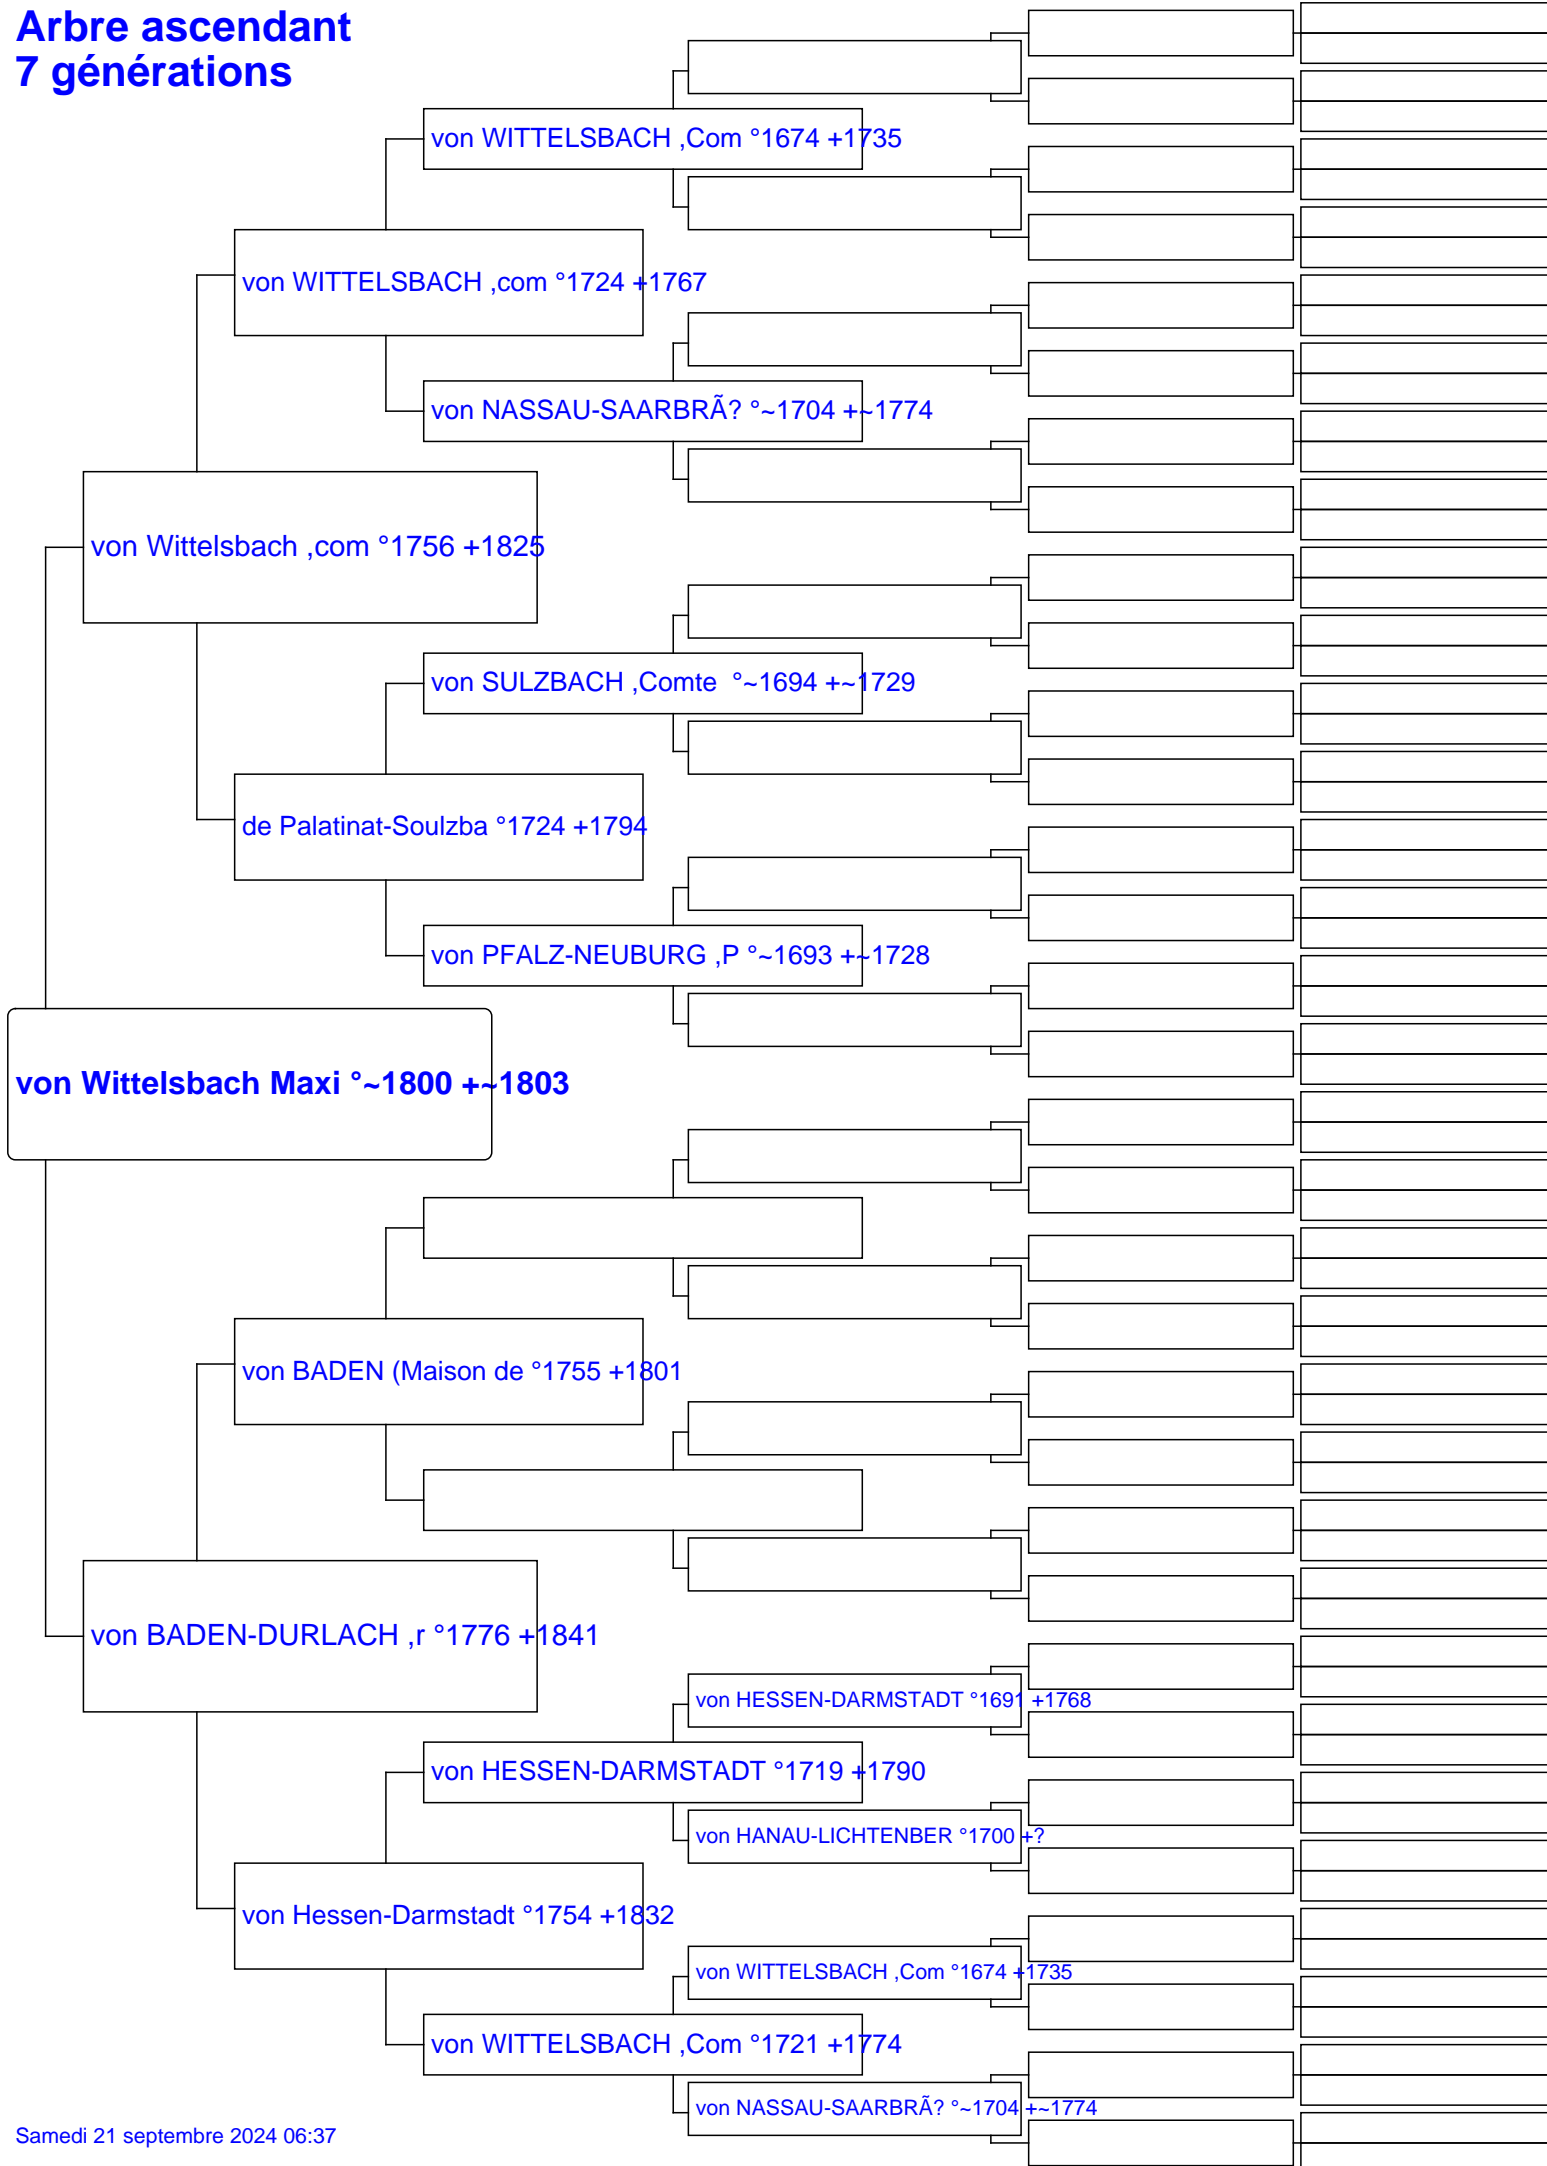 Arbre ascendant
7 générations
von WITTELSBACH ,Com °1674 +1735
von WITTELSBACH ,com °1724 +1767
von NASSAU-SAARBRÃ? °~1704 +~1774
von Wittelsbach ,com °1756 +1825
von SULZBACH ,Comte  °~1694 +~1729
de Palatinat-Soulzba °1724 +1794
von PFALZ-NEUBURG ,P °~1693 +~1728
von Wittelsbach Maxi °~1800 +~1803
von BADEN (Maison de °1755 +1801
von BADEN-DURLACH ,r °1776 +1841
von HESSEN-DARMSTADT °1691 +1768
von HESSEN-DARMSTADT °1719 +1790
von HANAU-LICHTENBER °1700 +?
von Hessen-Darmstadt °1754 +1832
von WITTELSBACH ,Com °1674 +1735
von WITTELSBACH ,Com °1721 +1774
von NASSAU-SAARBRÃ? °~1704 +~1774
Samedi 21 septembre 2024 06:37